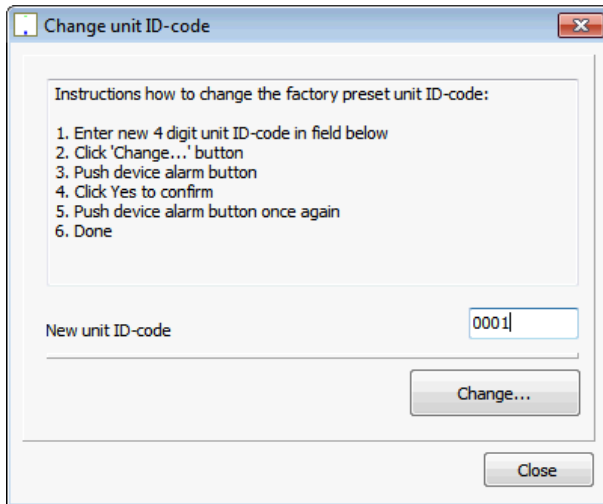 Change unit ID-code
Instructions how to change the factory preset unit ID-code:
1. Enter new 4 digit unit ID-code in field below
2. Click 'Change...' button
3. Push device alarm button
4. Click Yes to confirm
5. Push device alarm button once again
6. Done
New unit ID-code
0001
Change...
Close